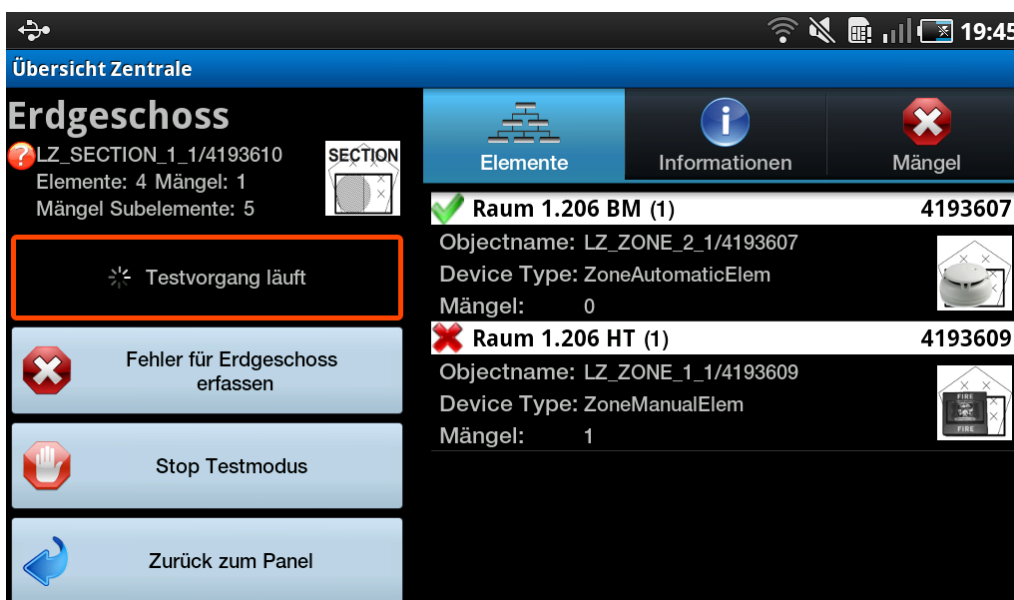 19:45
Übersicht Zentrale
Erdgeschoss
LZ_SECTION_1_1/4193610
Elemente: 4 Mängel: 1
Mängel Subelemente: 5
SECTION
Testvorgang läuft
Fehler für Erdgeschoss
erfassen
Stop Testmodus
Zurück zum Panel
Elemente
Informationen
Mängel
Raum 1.206 BM (1) 4193607
Objectname: LZ_ZONE_2_1/4193607
Device Type: ZoneAutomaticElem
Mängel: 0
Raum 1.206 HT (1) 4193609
Objectname: LZ_ZONE_1_1/4193609
Device Type: ZoneManualElem
Mängel: 1
FIRE
FIRE